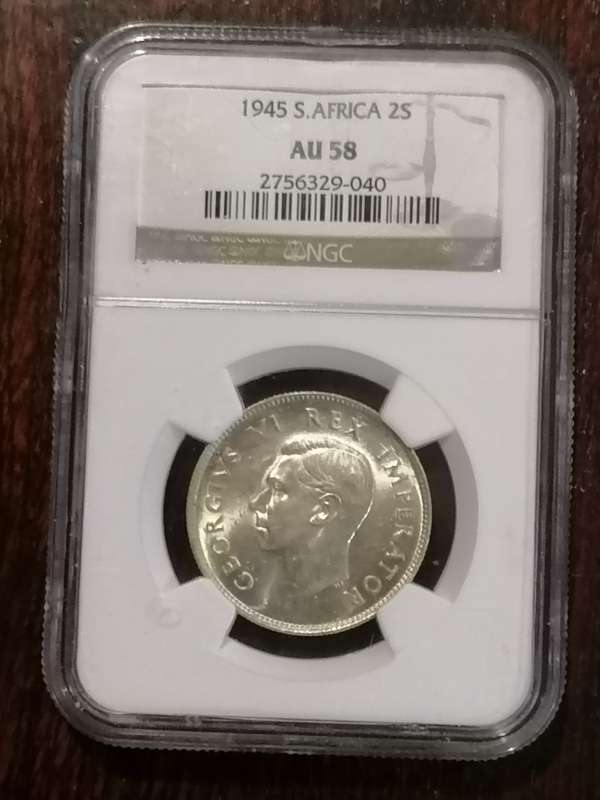 1945 S.AFRICA 2S
AU 58
2756329-040
NGC
GEORGIVS VI REX IMPERATOR